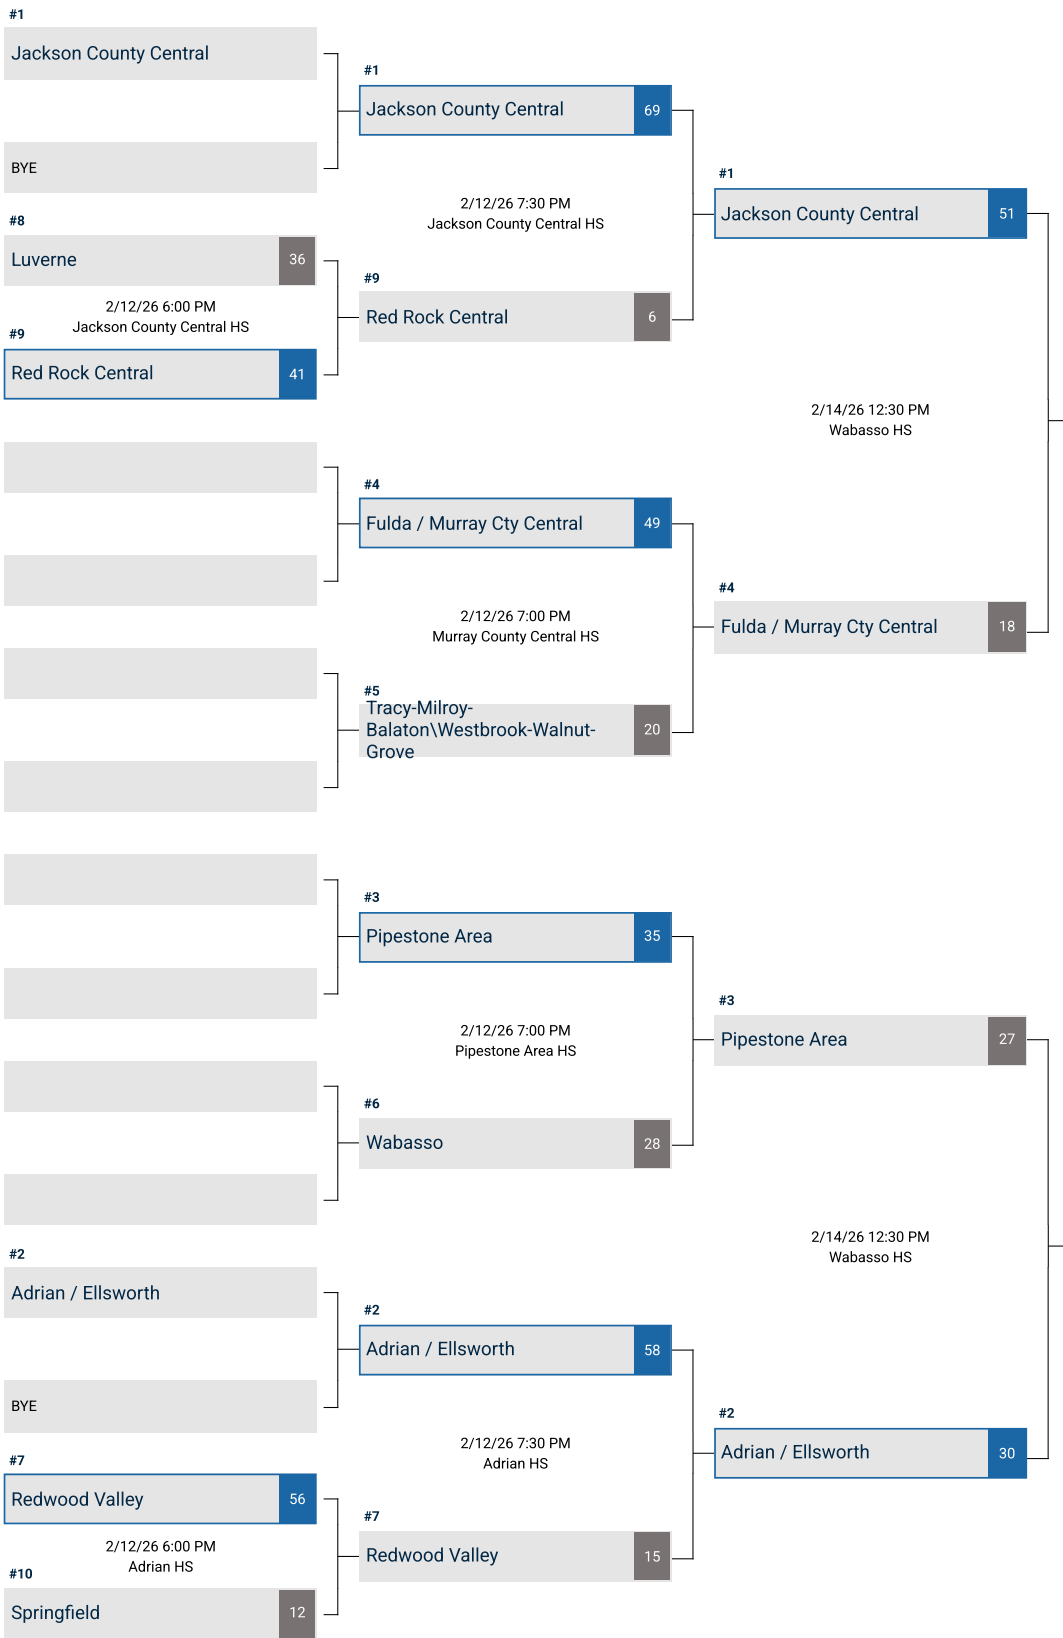 #1
Jackson County Central
BYE
#8
Luverne 36
2/12/26 6:00 PM
Jackson County Central HS
#9
Red Rock Central 41
#1
Jackson County Central 69
2/12/26 7:30 PM
Jackson County Central HS
#9
Red Rock Central 6
#4
Fulda / Murray Cty Central 49
2/12/26 7:00 PM
Murray County Central HS
#5
Tracy-Milroy-
Balaton\Westbrook-Walnut- 20
Grove
#1
Jackson County Central 51
2/14/26 12:30 PM
Wabasso HS
#4
Fulda / Murray Cty Central 18
#3
Pipestone Area 35
2/12/26 7:00 PM
Pipestone Area HS
#6
Wabasso 28
#2
Adrian / Ellsworth
BYE
#7
Redwood Valley 56
2/12/26 6:00 PM
Adrian HS
#10
Springfield 12
#2
Adrian / Ellsworth 58
2/12/26 7:30 PM
Adrian HS
#7
Redwood Valley 15
#3
Pipestone Area 27
2/14/26 12:30 PM
Wabasso HS
#2
Adrian / Ellsworth 30